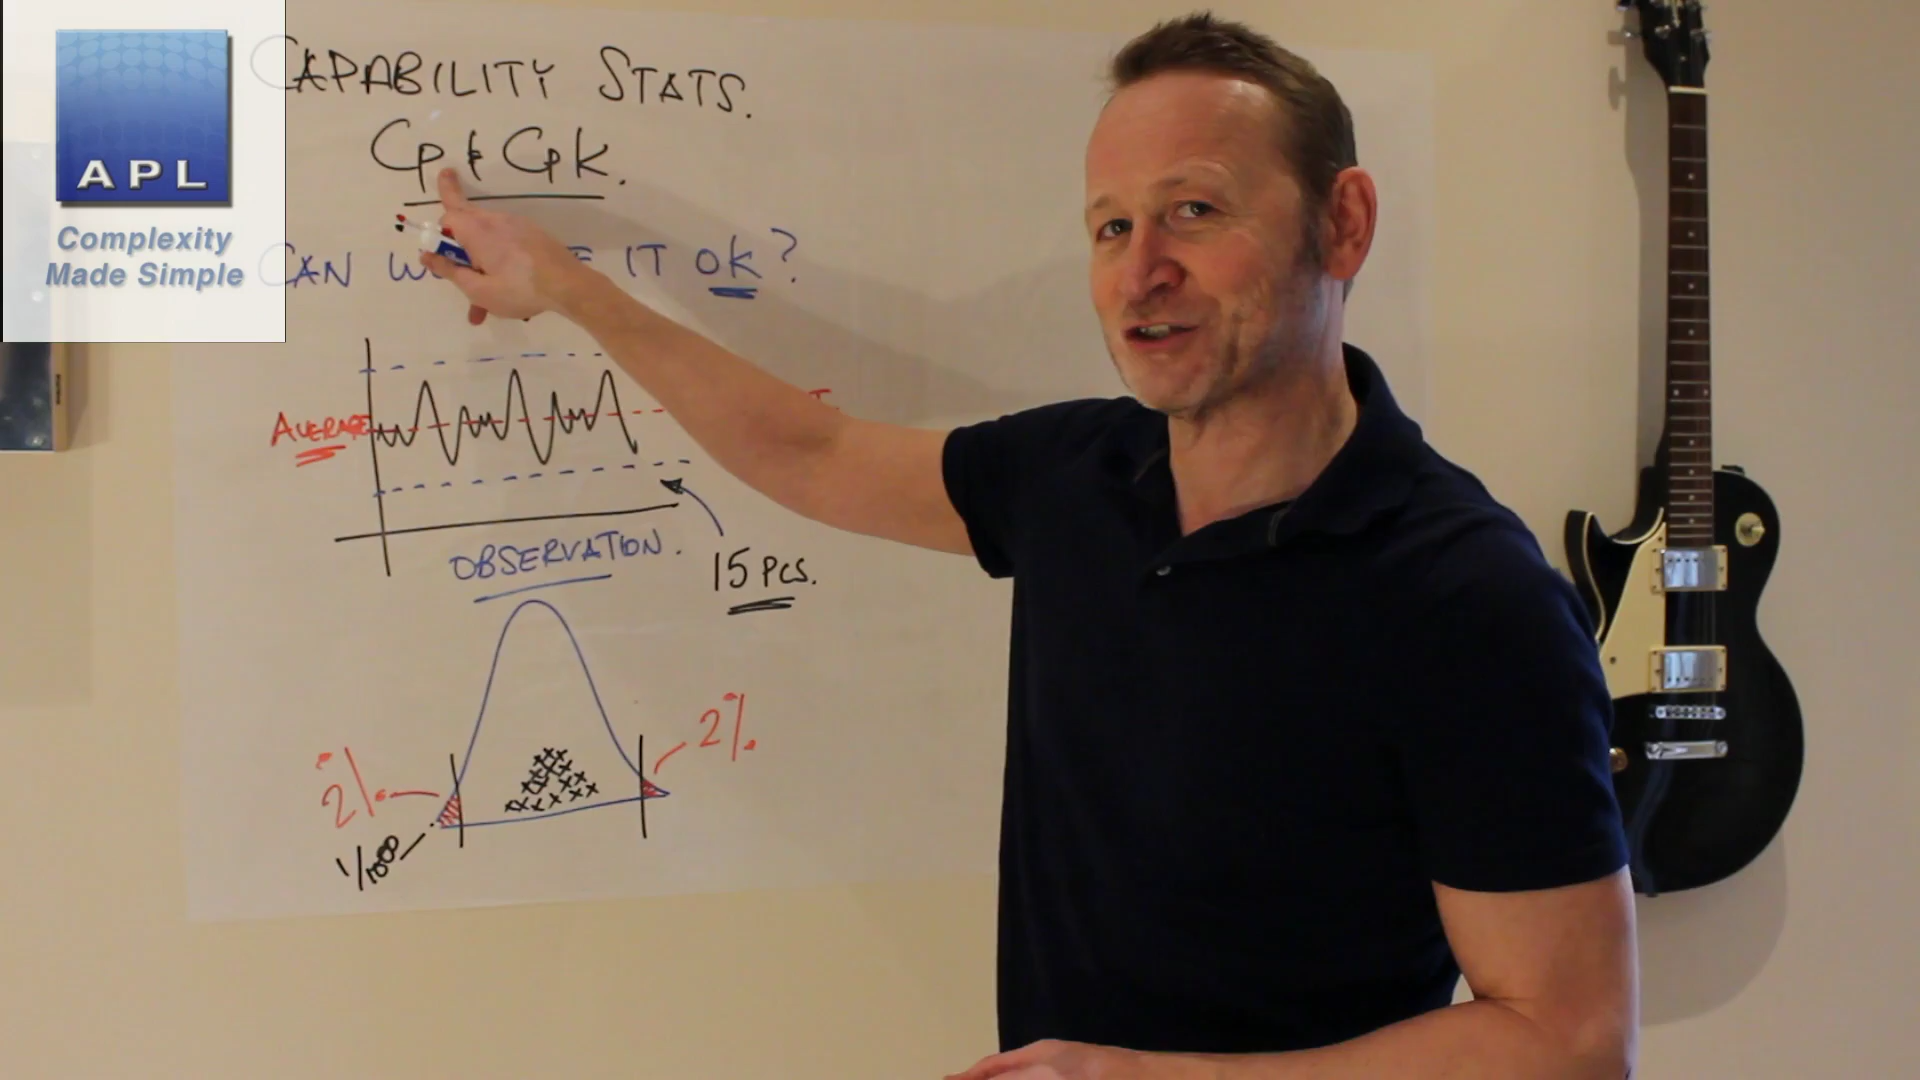 APL
Complexity
Made Simple
CAPABILITY STATS.
Cp & Cpk.
CAN IT OK?
AVERAGE
OBSERVATION.
15 PCS.
2%
2%
1/1000